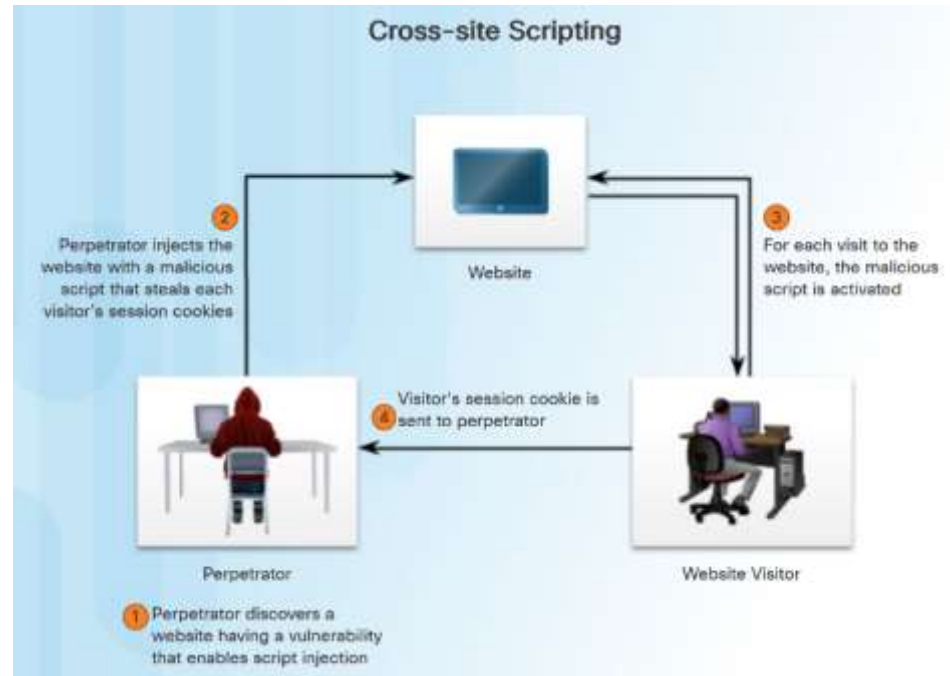 Cross-site Scripting
2
Perpetrator injects the
website with a malicious
script that steals each
visitor's session cookies
Website
3
For each visit to the
website, the malicious
script is activated
4
Visitor's session cookie is
sent to perpetrator
Perpetrator
Website Visitor
1
Perpetrator discovers a
website having a vulnerability
that enables script injection